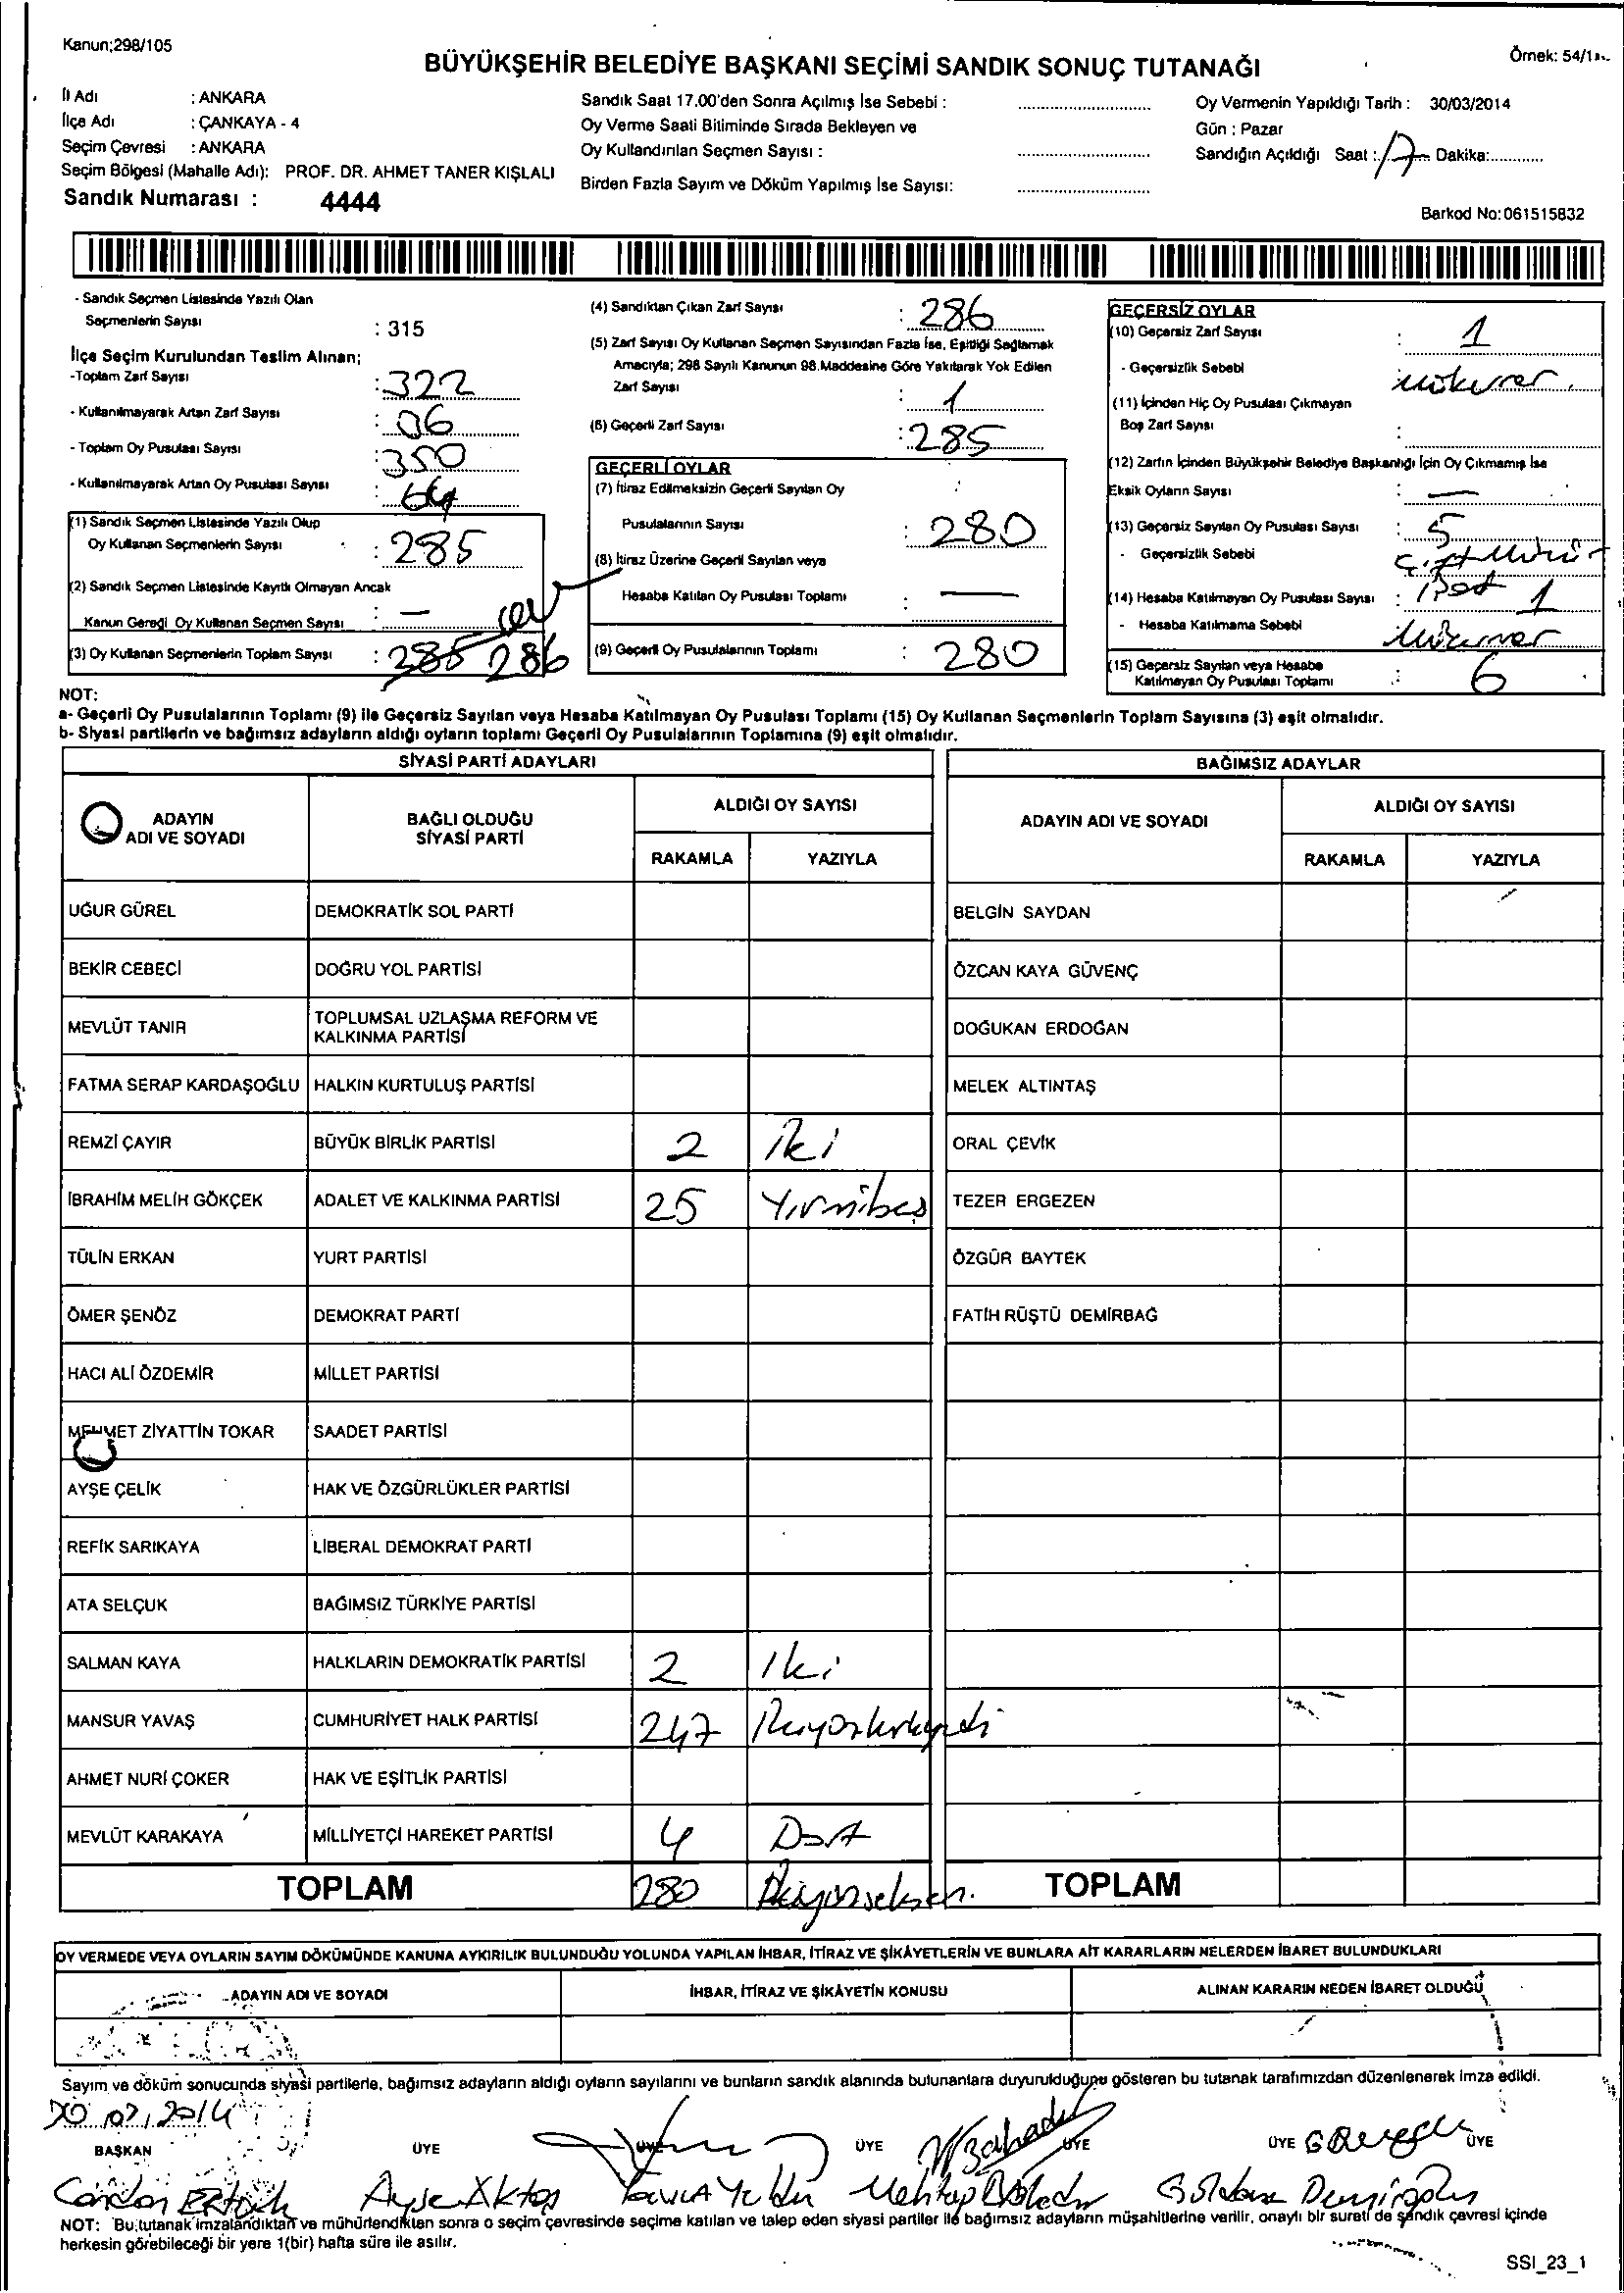 Kanun;298/105
Örnek: 54/1
BÜYÜKŞEHİR BELEDİYE BAŞKANI SEÇİMİ SANDIK SONUÇ TUTANAĞI
İl Adı : ANKARA
İlçe Adı : ÇANKAYA - 4
Seçim Çevresi : ANKARA
Seçim Bölgesi (Mahalle Adı): PROF. DR. AHMET TANER KIŞLALI
Sandık Numarası : 4444
Sandık Saat 17.00'den Sonra Açılmış İse Sebebi :
Oy Verme Saati Bitiminde Sırada Bekleyen ve
Oy Kullandırılan Seçmen Sayısı :
Birden Fazla Sayım ve Döküm Yapılmış İse Sayısı:
Oy Vermenin Yapıldığı Tarih : 30/03/2014
Gün : Pazar
Sandığın Açıldığı Saat : 17 Dakika:
Barkod No:061515832
- Sandık Seçmen Listesinde Yazılı Olan
Seçmenlerin Sayısı : 315
İlçe Seçim Kurulundan Teslim Alınan;
-Toplam Zarf Sayısı : 322
- Kullanılmayarak Artan Zarf Sayısı : 06
- Toplam Oy Pusulası Sayısı : 350
- Kullanılmayarak Artan Oy Pusulası Sayısı : 64
(1) Sandık Seçmen Listesinde Yazılı Olup
Oy Kullanan Seçmenlerin Sayısı : 285
(2) Sandık Seçmen Listesinde Kayıtlı Olmayan Ancak
Kanun Gereği Oy Kullanan Seçmen Sayısı : —
(3) Oy Kullanan Seçmenlerin Toplam Sayısı : 285 286
(4) Sandıktan Çıkan Zarf Sayısı : 286
(5) Zarf Sayısı Oy Kullanan Seçmen Sayısından Fazla İse, Eşitliği Sağlamak
Amacıyla; 298 Sayılı Kanunun 98.Maddesine Göre Yakılarak Yok Edilen
Zarf Sayısı : 1
(6) Geçerli Zarf Sayısı : 285
GEÇERLİ OYLAR
(7) İtiraz Edilmeksizin Geçerli Sayılan Oy
Pusulalarının Sayısı : 280
(8) İtiraz Üzerine Geçerli Sayılan veya
Hesaba Katılan Oy Pusulası Toplamı : —
(9) Geçerli Oy Pusulalarının Toplamı : 280
GEÇERSİZ OYLAR
(10) Geçersiz Zarf Sayısı : 1
- Geçersizlik Sebebi mükerrer
(11) İçinden Hiç Oy Pusulası Çıkmayan
Boş Zarf Sayısı :
(12) Zarfın İçinden Büyükşehir Belediye Başkanlığı İçin Oy Çıkmamış İse
Eksik Oyların Sayısı : —
(13) Geçersiz Sayılan Oy Pusulası Sayısı : 5
- Geçersizlik Sebebi
(14) Hesaba Katılmayan Oy Pusulası Sayısı : 1
- Hesaba Katılmama Sebebi
(15) Geçersiz Sayılan veya Hesaba
Katılmayan Oy Pusulası Toplamı : 6
NOT:
a- Geçerli Oy Pusulalarının Toplamı (9) ile Geçersiz Sayılan veya Hesaba Katılmayan Oy Pusulası Toplamı (15) Oy Kullanan Seçmenlerin Toplam Sayısına (3) eşit olmalıdır.
b- Siyasi partilerin ve bağımsız adayların aldığı oyların toplamı Geçerli Oy Pusulalarının Toplamına (9) eşit olmalıdır.
SİYASİ PARTİ ADAYLARI
ADAYIN ADI VE SOYADI
BAĞLI OLDUĞU SİYASİ PARTİ
ALDIĞI OY SAYISI
RAKAMLA YAZIYLA
UĞUR GÜREL DEMOKRATİK SOL PARTİ
BEKİR CEBECİ DOĞRU YOL PARTİSİ
MEVLÜT TANIR TOPLUMSAL UZLAŞMA REFORM VE
KALKINMA PARTİSİ
FATMA SERAP KARDAŞOĞLU HALKIN KURTULUŞ PARTİSİ
REMZİ ÇAYIR BÜYÜK BİRLİK PARTİSİ 2 iki
İBRAHİM MELİH GÖKÇEK ADALET VE KALKINMA PARTİSİ 25 Yirmibeş
TÜLİN ERKAN YURT PARTİSİ
ÖMER ŞENÖZ DEMOKRAT PARTİ
HACI ALİ ÖZDEMİR MİLLET PARTİSİ
MEHMET ZİYATTİN TOKAR SAADET PARTİSİ
AYŞE ÇELİK HAK VE ÖZGÜRLÜKLER PARTİSİ
REFİK SARIKAYA LİBERAL DEMOKRAT PARTİ
ATA SELÇUK BAĞIMSIZ TÜRKİYE PARTİSİ
SALMAN KAYA HALKLARIN DEMOKRATİK PARTİSİ 2 İki
MANSUR YAVAŞ CUMHURİYET HALK PARTİSİ 247 İkiyüzkırkyedi
AHMET NURİ ÇOKER HAK VE EŞİTLİK PARTİSİ
MEVLÜT KARAKAYA MİLLİYETÇİ HAREKET PARTİSİ 4 Dört
TOPLAM 280 İkiyüzseksen.
BAĞIMSIZ ADAYLAR
ADAYIN ADI VE SOYADI
ALDIĞI OY SAYISI
RAKAMLA YAZIYLA
BELGİN SAYDAN
ÖZCAN KAYA GÜVENÇ
DOĞUKAN ERDOĞAN
MELEK ALTINTAŞ
ORAL ÇEVİK
TEZER ERGEZEN
ÖZGÜR BAYTEK
FATİH RÜŞTÜ DEMİRBAĞ
TOPLAM
OY VERMEDE VEYA OYLARIN SAYIM DÖKÜMÜNDE KANUNA AYKIRILIK BULUNDUĞU YOLUNDA YAPILAN İHBAR, İTİRAZ VE ŞİKÂYETLERİN VE BUNLARA AİT KARARLARIN NELERDEN İBARET BULUNDUKLARI
ADAYIN ADI VE SOYADI İHBAR, İTİRAZ VE ŞİKÂYETİN KONUSU ALINAN KARARIN NEDEN İBARET OLDUĞU
Sayım ve döküm sonucunda siyasi partilerle, bağımsız adayların aldığı oyların sayılarını ve bunların sandık alanında bulunanlara duyurulduğunu gösteren bu tutanak tarafımızdan düzenlenerek imza edildi.
30.03.2014
BAŞKAN ÜYE ÜYE ÜYE ÜYE ÜYE ÜYE
Candan Ertürk Ayşe Aktaş
NOT: Bu tutanak imzalandıktan ve mühürlendikten sonra o seçim çevresinde seçime katılan ve talep eden siyasi partiler ile bağımsız adayların müşahitlerine verilir, onaylı bir sureti de sandık çevresi içinde
herkesin görebileceği bir yere 1(bir) hafta süre ile asılır.
SSI_23_1